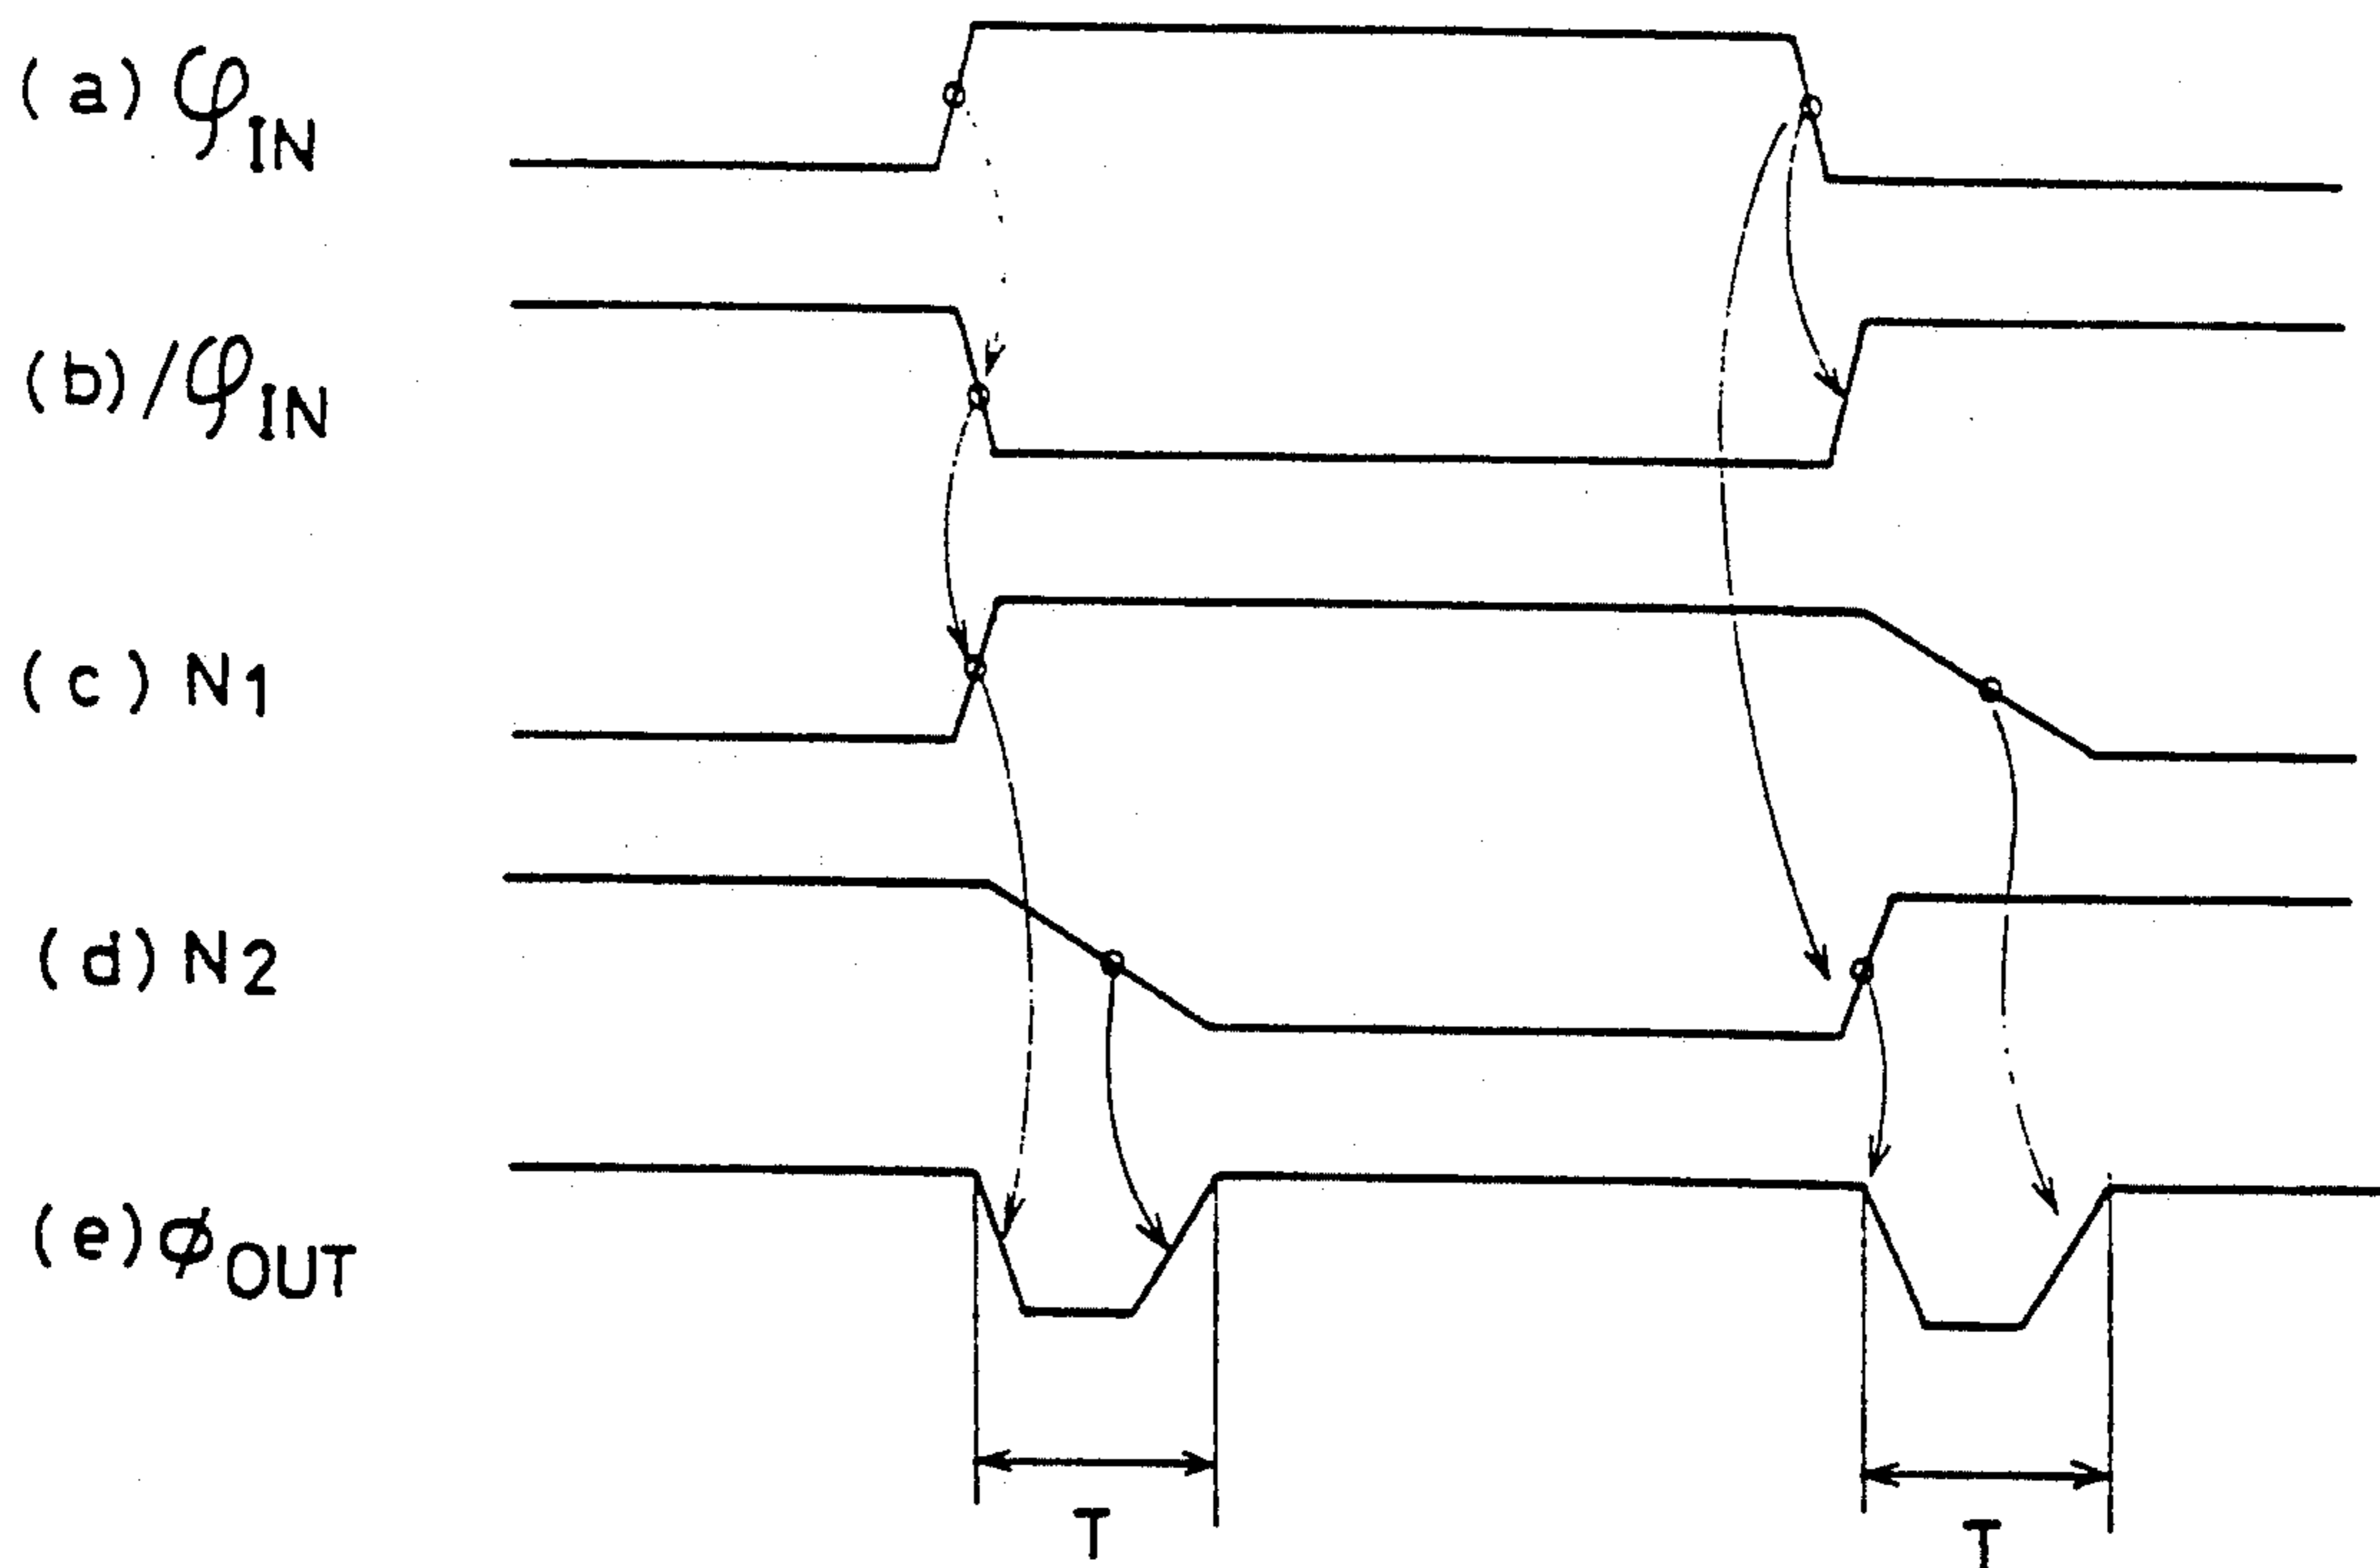 (a) φIN
(b) /φIN
(c) N1
(d) N2
(e) ϕOUT
T
T